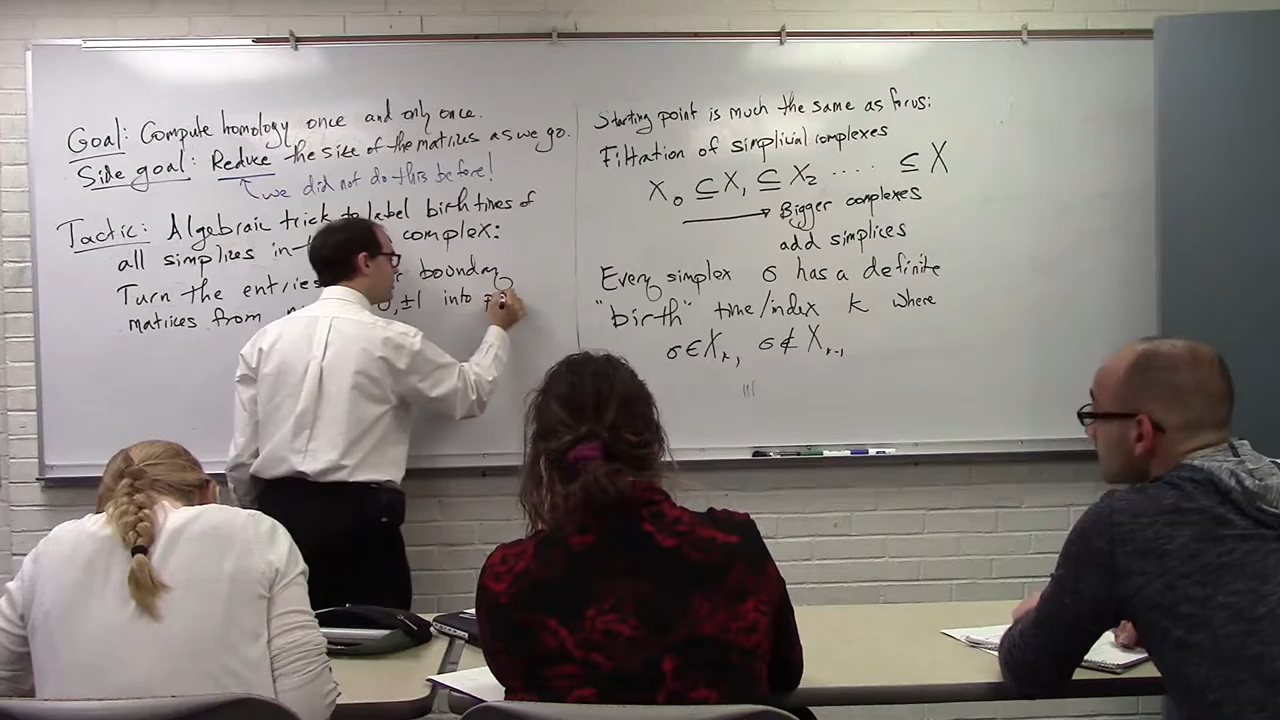 Goal: Compute homology once and only once.
Side goal: Reduce the size of the matrices as we go.
we did not do this before!
Tactic: Algebraic trick to label birth times of
all simplices in complex:
Turn the entries boundary
matrices from 0, ±1 into
Starting point is much the same as focus:
Filtration of simplicial complexes
X₀ ⊆ X₁ ⊆ X₂ .... ⊆ X
Bigger complexes
add simplices
Every simplex σ has a definite
"birth" time/index k where
σ∈Xₖ, σ∉Xₖ₋₁